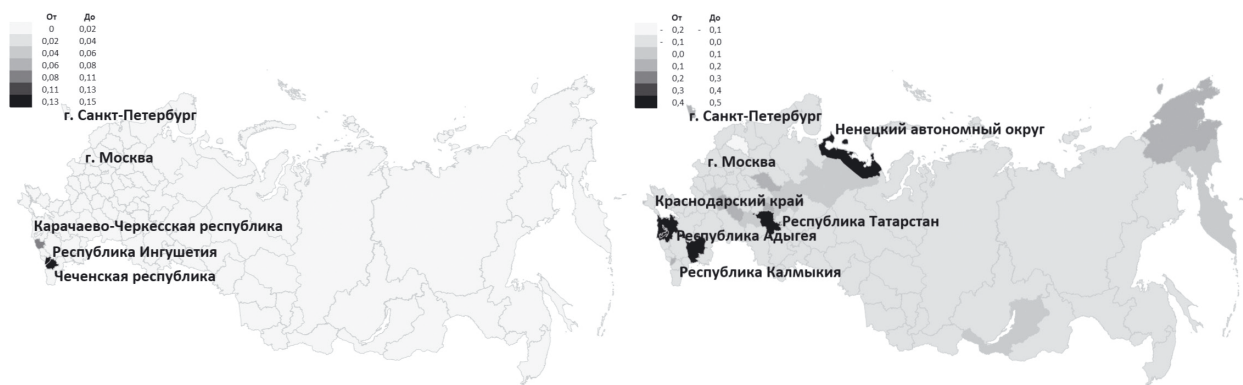 От До
0 0,02
0,02 0,04
0,04 0,06
0,06 0,08
0,08 0,11
0,11 0,13
0,13 0,15
г. Санкт-Петербург
г. Москва
Карачаево-Черкесская республика
Республика Ингушетия
Чеченская республика
От До
- 0,2 - 0,1
- 0,1 0,0
0,0 0,1
0,1 0,2
0,2 0,3
0,3 0,4
0,4 0,5
г. Санкт-Петербург
Ненецкий автономный округ
г. Москва
Краснодарский край
Республика Татарстан
Республика Адыгея
Республика Калмыкия